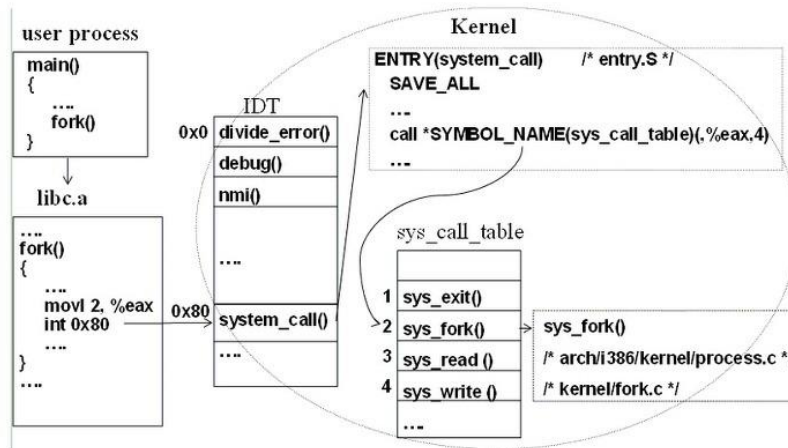 user process
main()
{
....
fork()
}
libc.a
....
fork()
{
....
movl 2, %eax
int 0x80
....
}
....
IDT
0x0 divide_error()
debug()
nmi()
....
0x80 system_call()
....
Kernel
ENTRY(system_call) /* entry.S */
SAVE_ALL
....
call *SYMBOL_NAME(sys_call_table)(,%eax,4)
....
sys_call_table
1 sys_exit()
2 sys_fork()
3 sys_read ()
4 sys_write ()
....
sys_fork()
/* arch/i386/kernel/process.c *
/* kernel/fork.c */